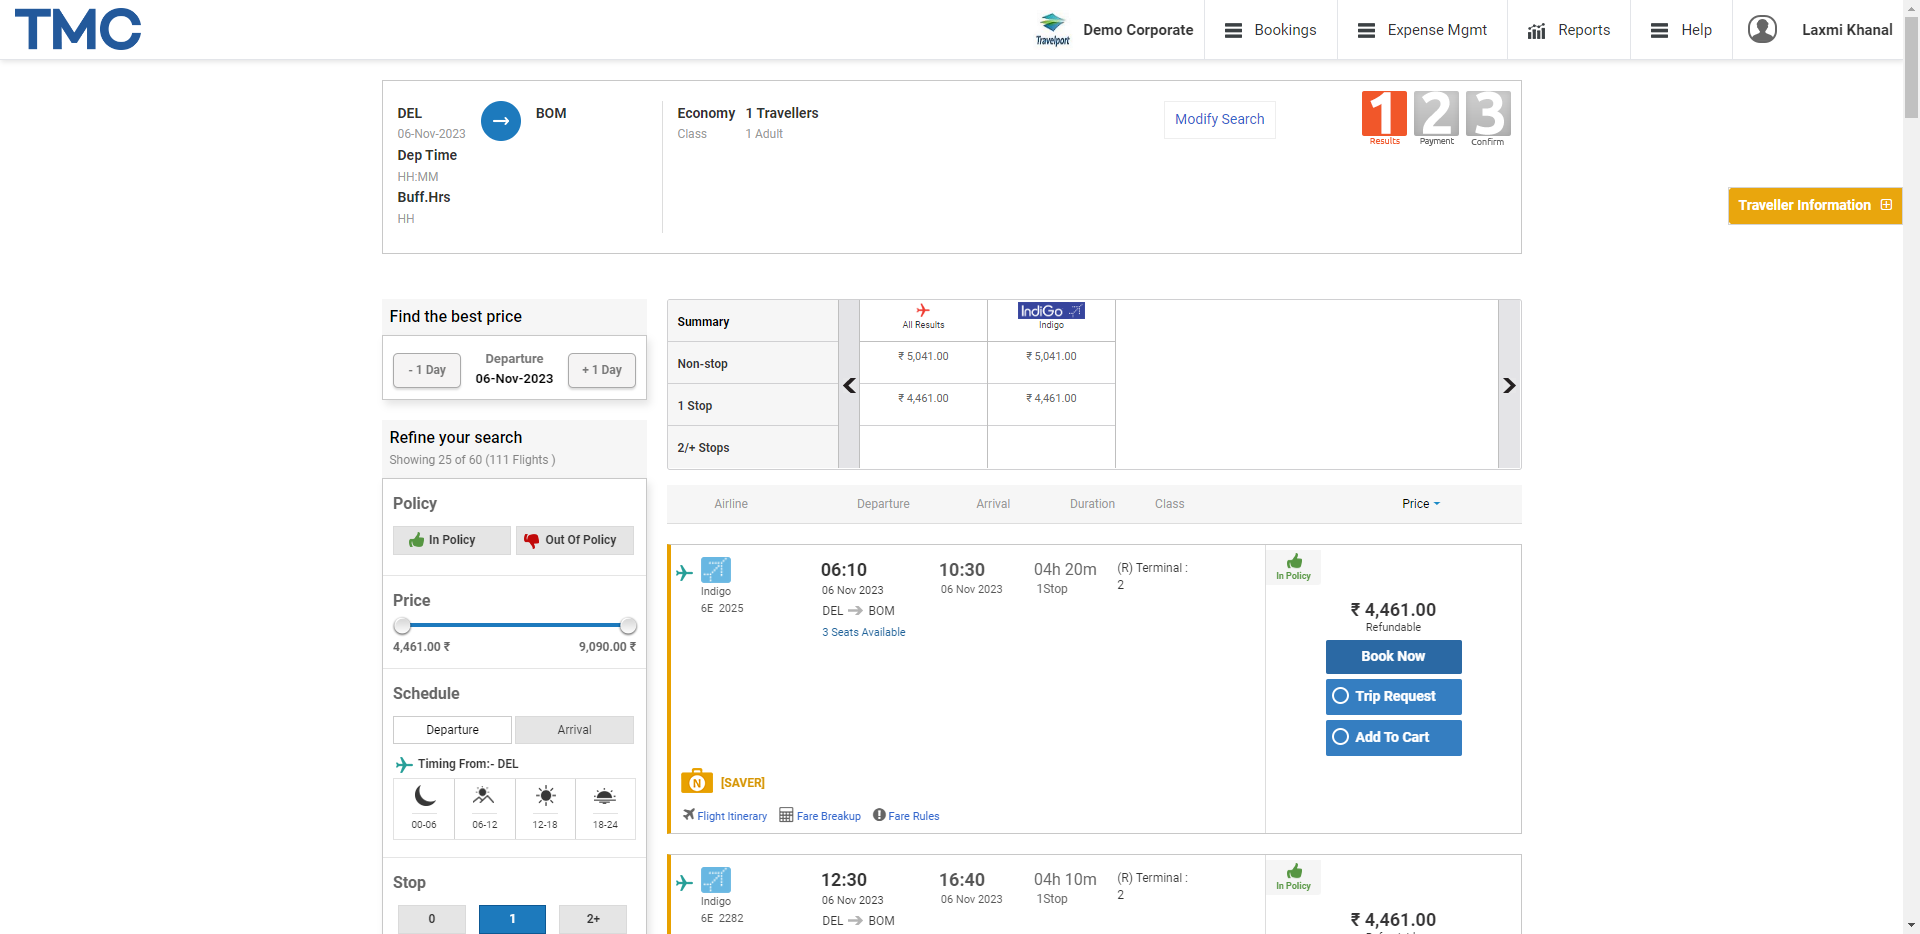 TMC
Travelport
Demo Corporate
Bookings
Expense Mgmt
Reports
Help
Laxmi Khanal
DEL
BOM
06-Nov-2023
Dep Time
HH:MM
Buff.Hrs
HH
Economy 1 Travellers
Class 1 Adult
Modify Search
1 2 3
Results Payment Confirm
Traveller Information
Find the best price
- 1 Day
Departure
06-Nov-2023
+ 1 Day
Refine your search
Showing 25 of 60 (111 Flights )
Policy
In Policy Out Of Policy
Price
4,461.00 ₹ 9,090.00 ₹
Schedule
Departure Arrival
Timing From:- DEL
00-06 06-12 12-18 18-24
Stop
0 1 2+
Summary
All Results
IndiGo
Indigo
Non-stop ₹ 5,041.00 ₹ 5,041.00
1 Stop ₹ 4,461.00 ₹ 4,461.00
2/+ Stops
Airline Departure Arrival Duration Class Price
Indigo
6E 2025
06:10
06 Nov 2023
DEL BOM
3 Seats Available
10:30
06 Nov 2023
04h 20m
1Stop
(R) Terminal :
2
In Policy
₹ 4,461.00
Refundable
Book Now
Trip Request
Add To Cart
N [SAVER]
Flight Itinerary Fare Breakup Fare Rules
Indigo
6E 2282
12:30
06 Nov 2023
DEL BOM
16:40
06 Nov 2023
04h 10m
1Stop
(R) Terminal :
2
In Policy
₹ 4,461.00